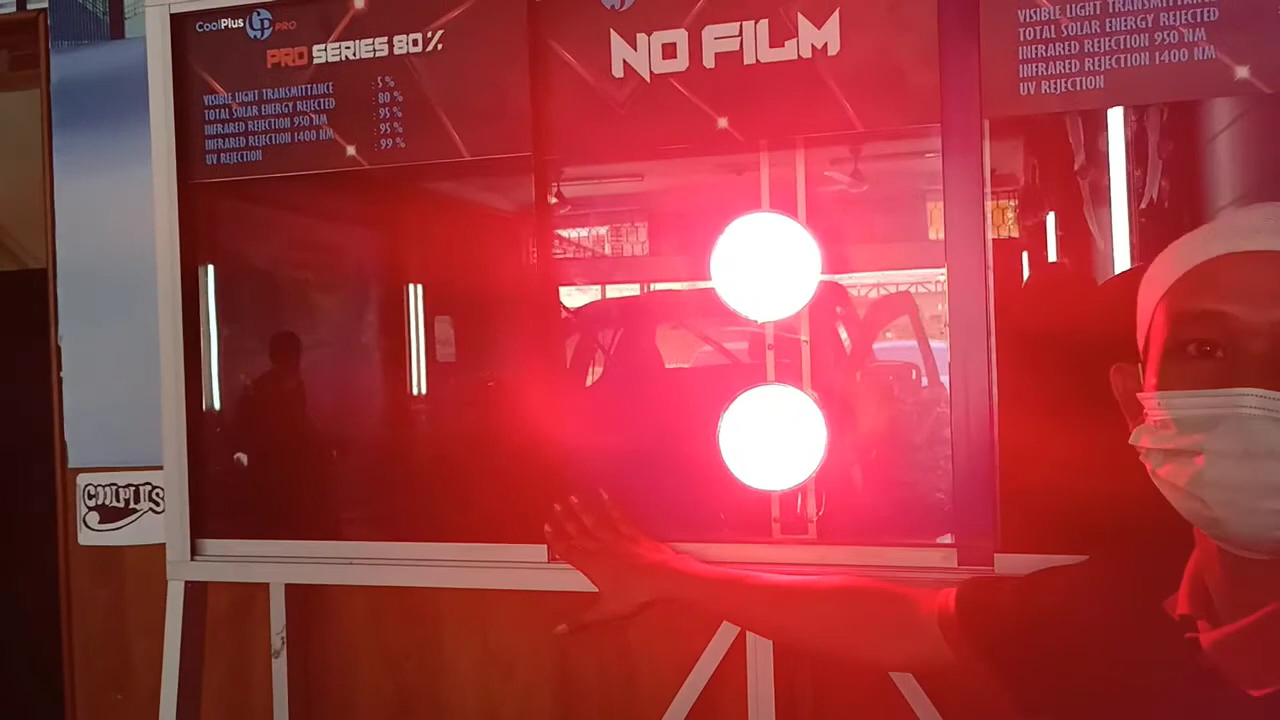 CoolPlus CP PRO
PRO SERIES 80%
VISIBLE LIGHT TRANSMITTANCE : 5 %
TOTAL SOLAR ENERGY REJECTED : 80 %
INFRARED REJECTION 950 NM : 95 %
INFRARED REJECTION 1400 NM : 95 %
UV REJECTION : 99 %
NO FILM
VISIBLE LIGHT TRANSMITTANCE
TOTAL SOLAR ENERGY REJECTED
INFRARED REJECTION 950 NM
INFRARED REJECTION 1400 NM
UV REJECTION
COOLPLUS